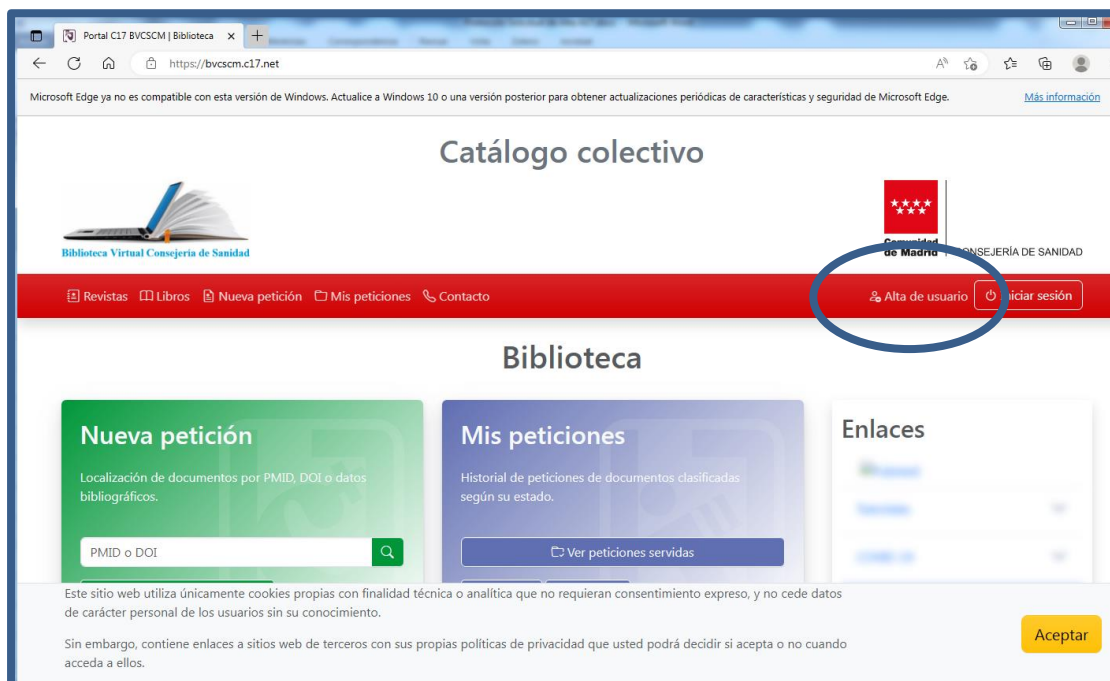 Portal C17 BVCSCM | Biblioteca
https://bvcscm.c17.net
Microsoft Edge ya no es compatible con esta versión de Windows. Actualice a Windows 10 o una versión posterior para obtener actualizaciones periódicas de características y seguridad de Microsoft Edge. Más información
Catálogo colectivo
Biblioteca Virtual Consejería de Sanidad
Comunidad
de Madrid
CONSEJERÍA DE SANIDAD
Revistas Libros Nueva petición Mis peticiones Contacto Alta de usuario Iniciar sesión
Biblioteca
Nueva petición
Localización de documentos por PMID, DOI o datos
bibliográficos.
PMID o DOI
Mis peticiones
Historial de peticiones de documentos clasificadas
según su estado.
Ver peticiones servidas
Enlaces
Este sitio web utiliza únicamente cookies propias con finalidad técnica o analítica que no requieran consentimiento expreso, y no cede datos
de carácter personal de los usuarios sin su conocimiento.
Sin embargo, contiene enlaces a sitios web de terceros con sus propias políticas de privacidad que usted podrá decidir si acepta o no cuando
acceda a ellos.
Aceptar